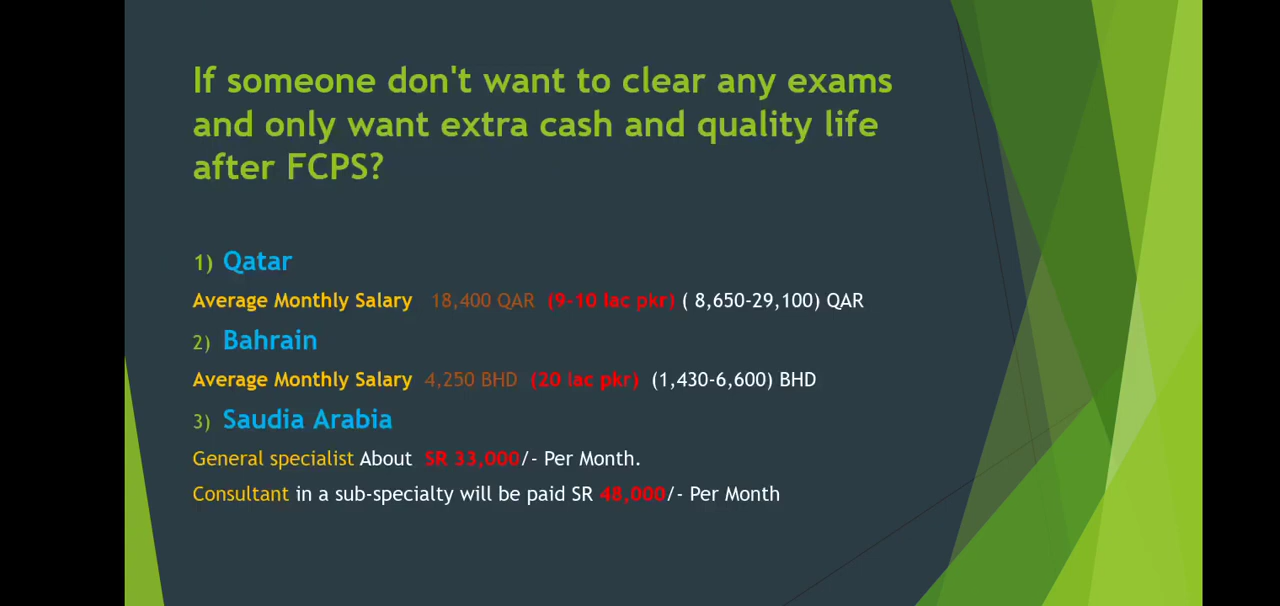 If someone don't want to clear any exams
and only want extra cash and quality life
after FCPS?
1) Qatar
Average Monthly Salary 18,400 QAR (9-10 lac pkr) ( 8,650-29,100) QAR
2) Bahrain
Average Monthly Salary 4,250 BHD (20 lac pkr) (1,430-6,600) BHD
3) Saudia Arabia
General specialist About SR 33,000/- Per Month.
Consultant in a sub-specialty will be paid SR 48,000/- Per Month